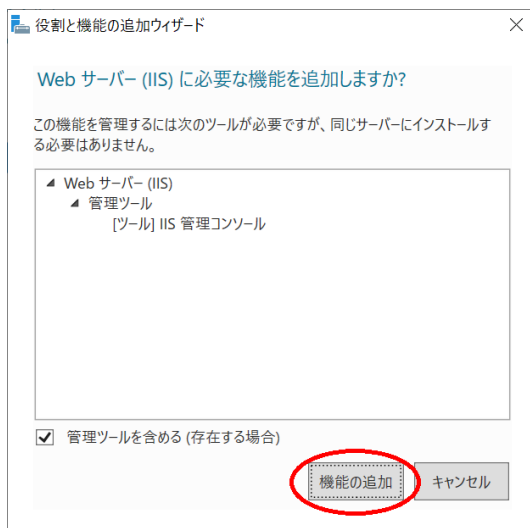 役割と機能の追加ウィザード
Web サーバー (IIS) に必要な機能を追加しますか?
この機能を管理するには次のツールが必要ですが、同じサーバーにインストールす
る必要はありません。
Web サーバー (IIS)
管理ツール
[ツール] IIS 管理コンソール
管理ツールを含める (存在する場合)
機能の追加
キャンセル